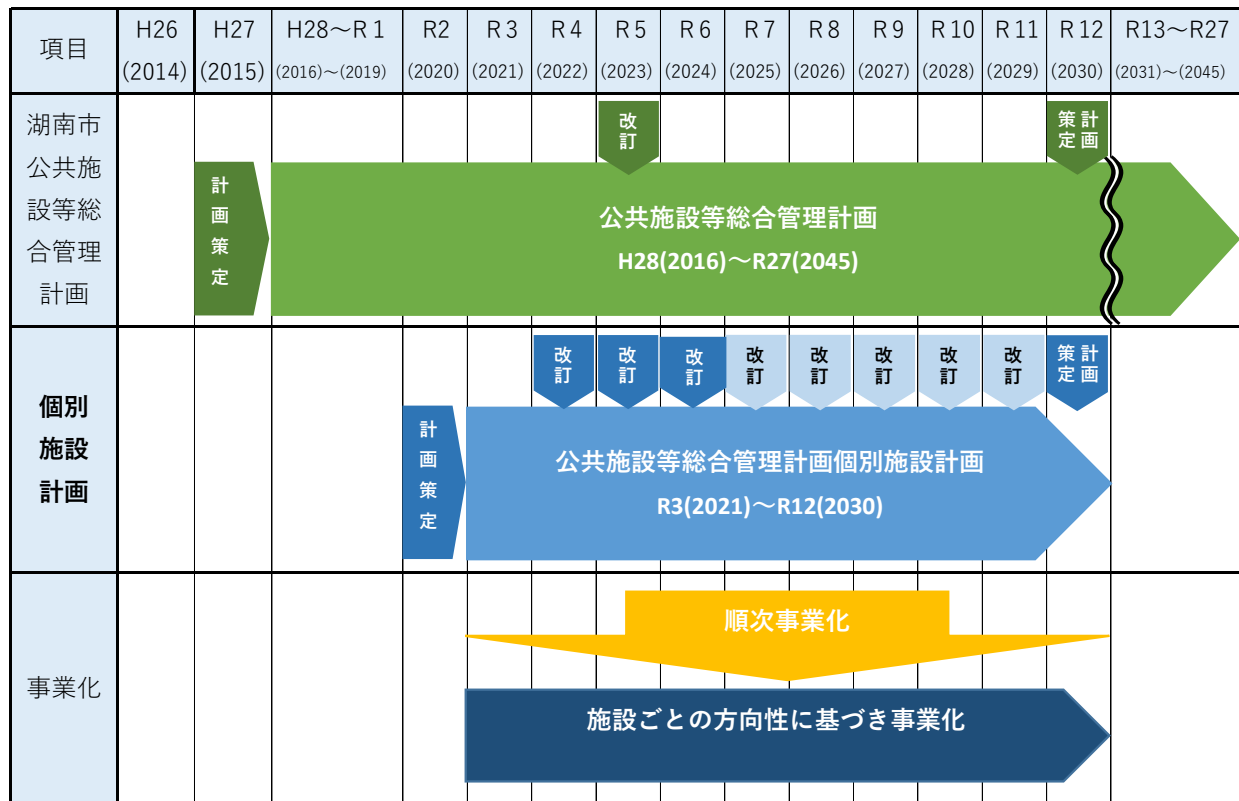 項目
H26
(2014)
H27
(2015)
H28～R1
(2016)～(2019)
R2
(2020)
R3
(2021)
R4
(2022)
R5
(2023)
R6
(2024)
R7
(2025)
R8
(2026)
R9
(2027)
R10
(2028)
R11
(2029)
R12
(2030)
R13～R27
(2031)～(2045)
湖南市
公共施
設等総
合管理
計画
計画策定
改訂
計画
策定
公共施設等総合管理計画
H28(2016)～R27(2045)
個別
施設
計画
計画策定
改訂
改訂
改訂
改訂
改訂
改訂
改訂
改訂
計画
策定
公共施設等総合管理計画個別施設計画
R3(2021)～R12(2030)
事業化
順次事業化
施設ごとの方向性に基づき事業化